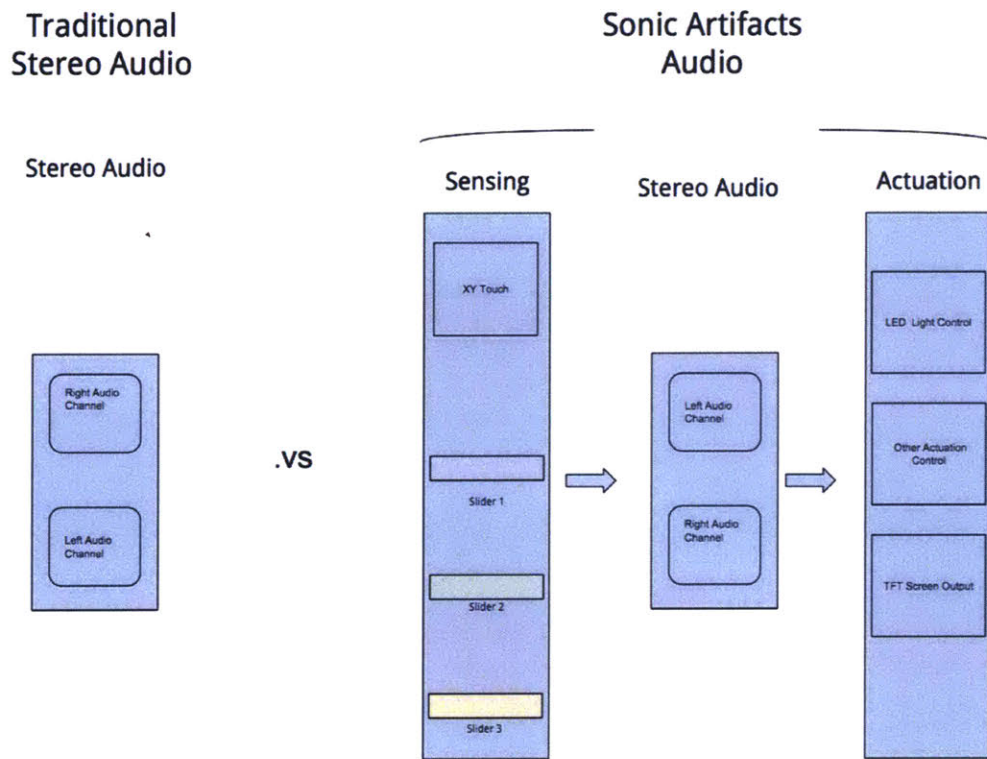 Traditional
Stereo Audio
Sonic Artifacts
Audio
Stereo Audio
Right Audio
Channel
Left Audio
Channel
.VS
Sensing
XY Touch
Slider 1
Slider 2
Slider 3
Stereo Audio
Left Audio
Channel
Right Audio
Channel
Actuation
LED Light Control
Other Actuation
Control
TFT Screen Output